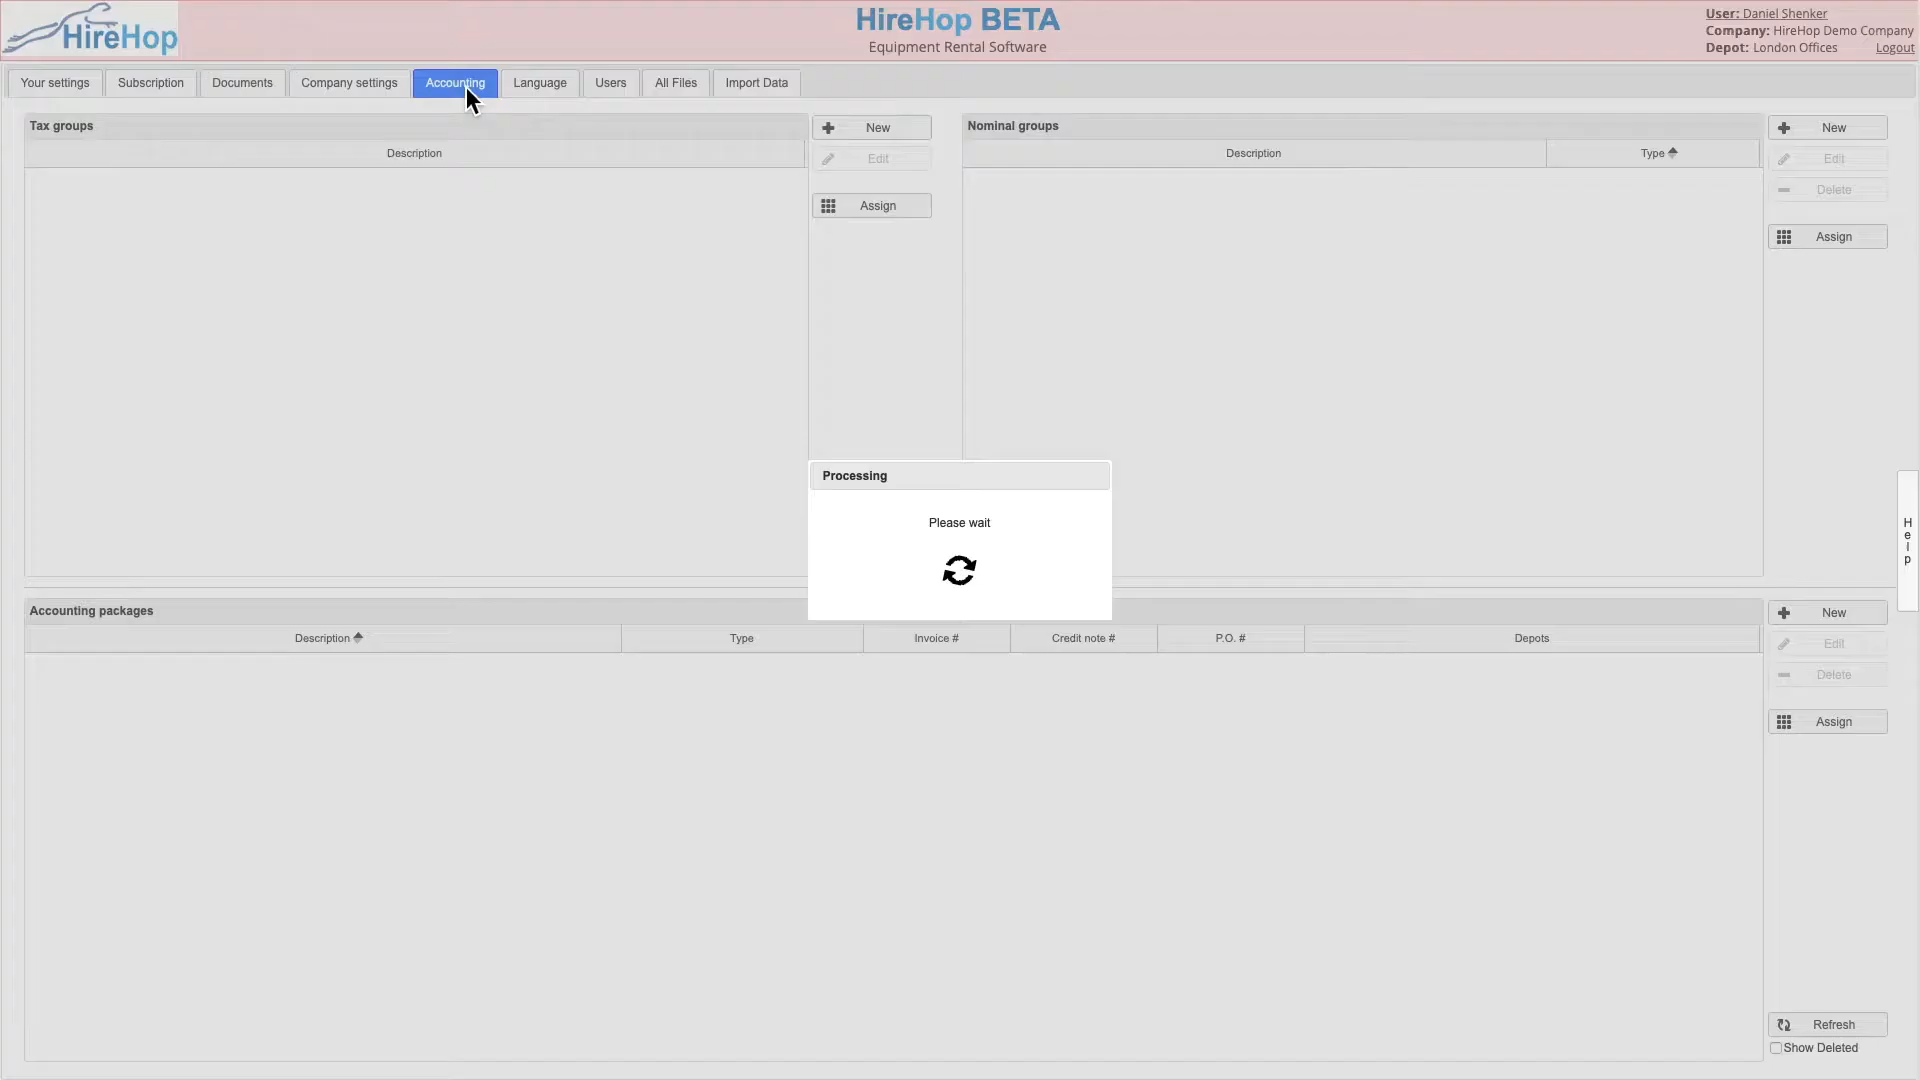 HireHop
HireHop BETA
Equipment Rental Software
User: Daniel Shenker
Company: HireHop Demo Company
Depot: London Offices
Logout
Your settings
Subscription
Documents
Company settings
Accounting
Language
Users
All Files
Import Data
Tax groups
Description
New
Edit
Assign
Nominal groups
Description
Type
New
Edit
Delete
Assign
Processing
Please wait
Help
Accounting packages
Description
Type
Invoice #
Credit note #
P.O. #
Depots
New
Edit
Delete
Assign
Refresh
Show Deleted